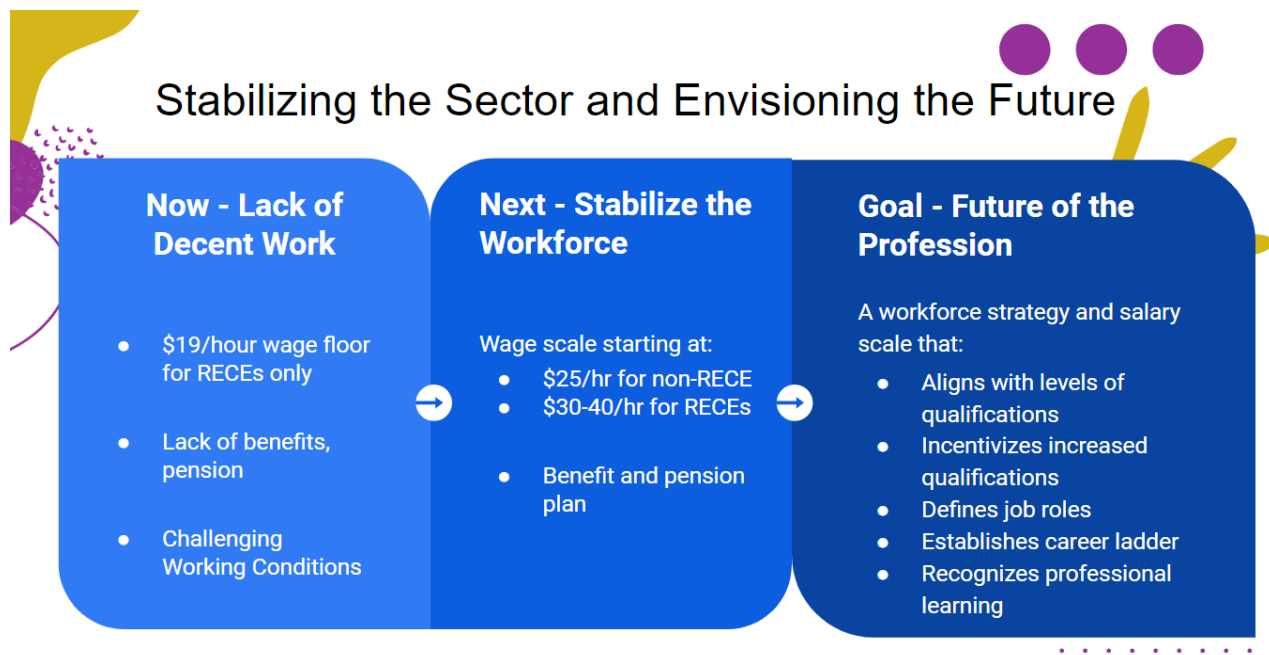 Stabilizing the Sector and Envisioning the Future
Now - Lack of
Decent Work
● $19/hour wage floor
for RECEs only
● Lack of benefits,
pension
● Challenging
Working Conditions
Next - Stabilize the
Workforce
Wage scale starting at:
● $25/hr for non-RECE
● $30-40/hr for RECEs
● Benefit and pension
plan
Goal - Future of the
Profession
A workforce strategy and salary
scale that:
● Aligns with levels of
qualifications
● Incentivizes increased
qualifications
● Defines job roles
● Establishes career ladder
● Recognizes professional
learning